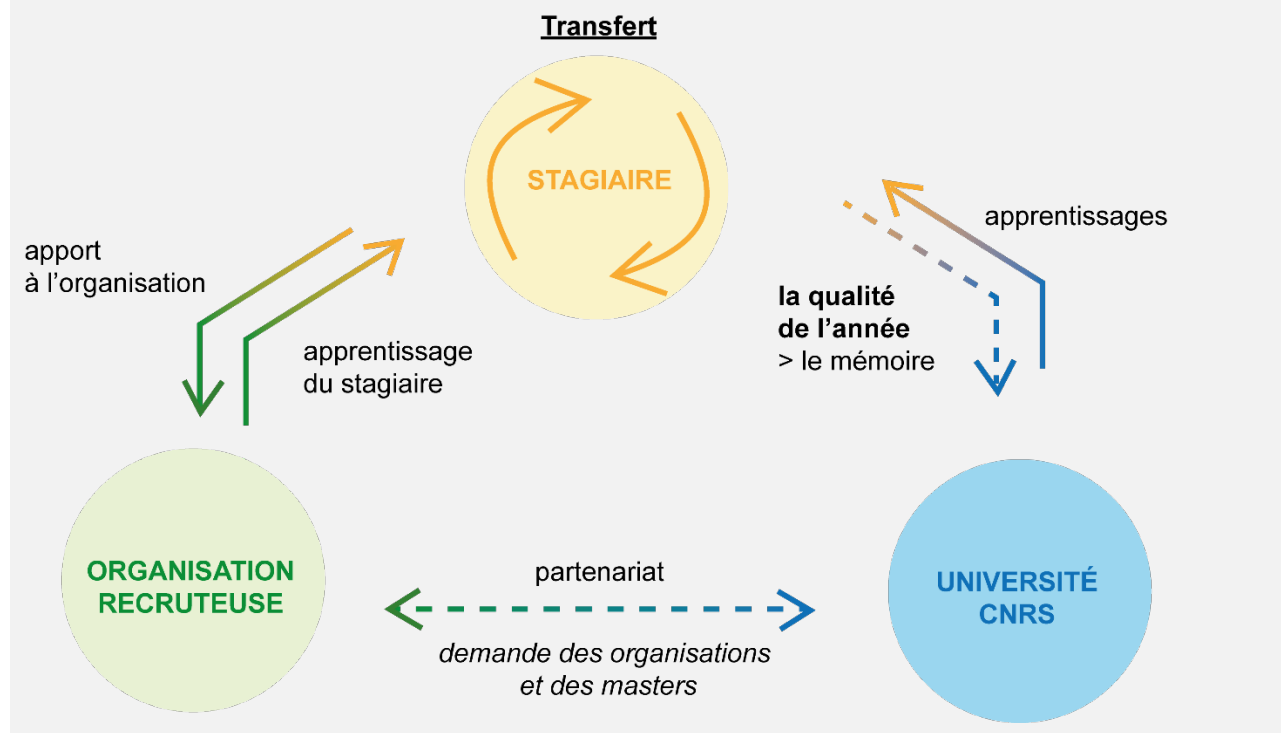 Transfert
STAGIAIRE
apport
à l’organisation
apprentissage
du stagiaire
apprentissages
la qualité
de l’année
> le mémoire
ORGANISATION
RECRUTEUSE
partenariat
demande des organisations
et des masters
UNIVERSITÉ
CNRS